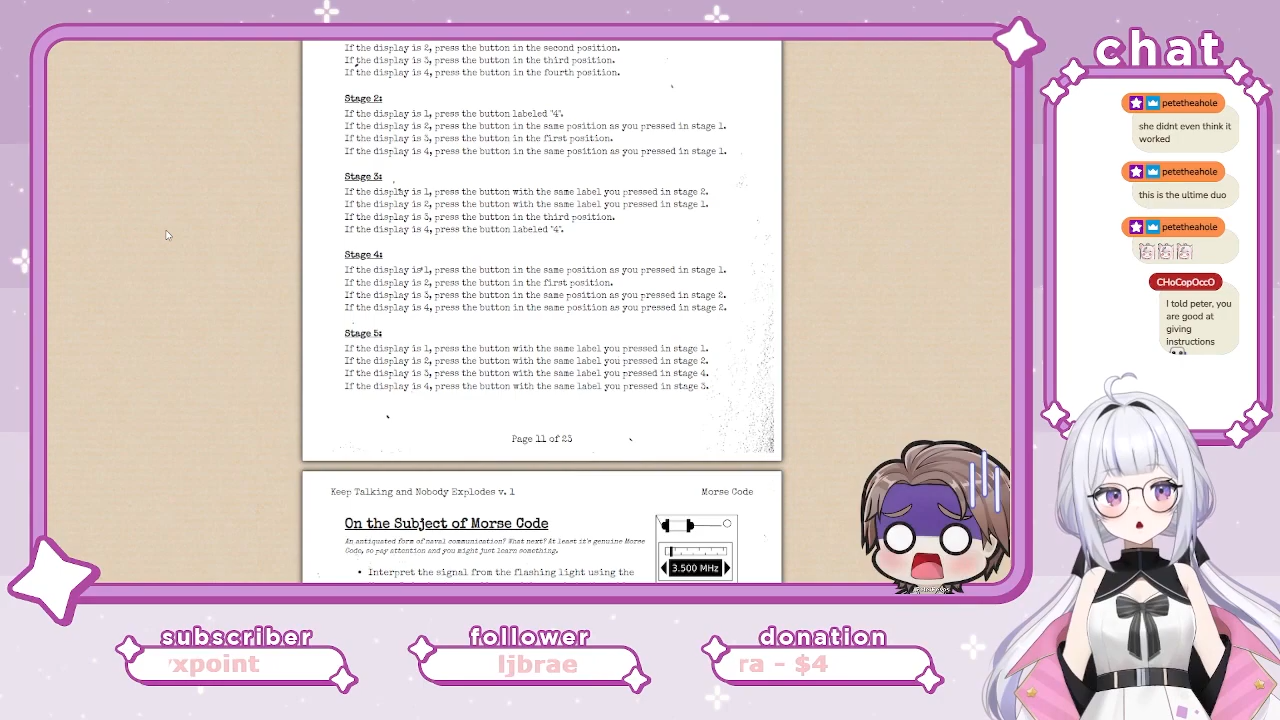 If the display is 2, press the button in the second position.
If the display is 3, press the button in the third position.
If the display is 4, press the button in the fourth position.
Stage 2:
If the display is 1, press the button labeled "4".
If the display is 2, press the button in the same position as you pressed in stage 1.
If the display is 3, press the button in the first position.
If the display is 4, press the button in the same position as you pressed in stage 1.
Stage 3:
If the display is 1, press the button with the same label you pressed in stage 2.
If the display is 2, press the button with the same label you pressed in stage 1.
If the display is 3, press the button in the third position.
If the display is 4, press the button labeled "4".
Stage 4:
If the display is 1, press the button in the same position as you pressed in stage 1.
If the display is 2, press the button in the first position.
If the display is 3, press the button in the same position as you pressed in stage 2.
If the display is 4, press the button in the same position as you pressed in stage 2.
Stage 5:
If the display is 1, press the button with the same label you pressed in stage 1.
If the display is 2, press the button with the same label you pressed in stage 2.
If the display is 3, press the button with the same label you pressed in stage 4.
If the display is 4, press the button with the same label you pressed in stage 3.
Page 11 of 23
Keep Talking and Nobody Explodes v. 1
Morse Code
On the Subject of Morse Code
An antiquated form of naval communication? What next? At least it's genuine Morse
Code, so pay attention and you might just learn something.
• Interpret the signal from the flashing light using the
3.500 MHz
chat
petetheahole
she didnt even think it
worked
petetheahole
this is the ultime duo
petetheahole
CHoCopOccO
I told peter, you
are good at
giving
instructions
subscriber
xpoint
follower
ljbrae
donation
ra - $4